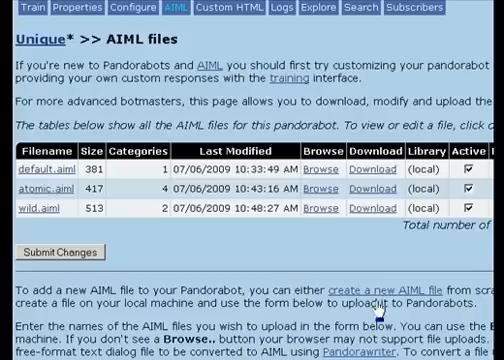 Train Properties Configure AIML Custom HTML Logs Explore Search Subscribers
Unique* >> AIML files
If you're new to Pandorabots and AIML you should first try customizing your pandorabot
providing your own custom responses with the training interface.
For more advanced botmasters, this page allows you to download, modify and upload the
The tables below show all the AIML files for this pandorabot. To view or edit a file, click o
Filename Size Categories Last Modified Browse Download Library Active
default.aiml 381 1 07/06/2009 10:33:49 AM Browse Download (local)
atomic.aiml 417 4 07/06/2009 10:43:16 AM Browse Download (local)
wild.aiml 513 2 07/06/2009 10:48:27 AM Browse Download (local)
Total number of
Submit Changes
To add a new AIML file to your Pandorabot, you can either create a new AIML file from scra
create a file on your local machine and use the form below to upload it to Pandorabots.
Enter the names of the AIML files you wish to upload in the form below. You can use the B
machine. If you don't see a Browse.. button your browser may not support file uploads.
free-format text dialog file to be converted to AIML using Pandorawriter. To convert a f